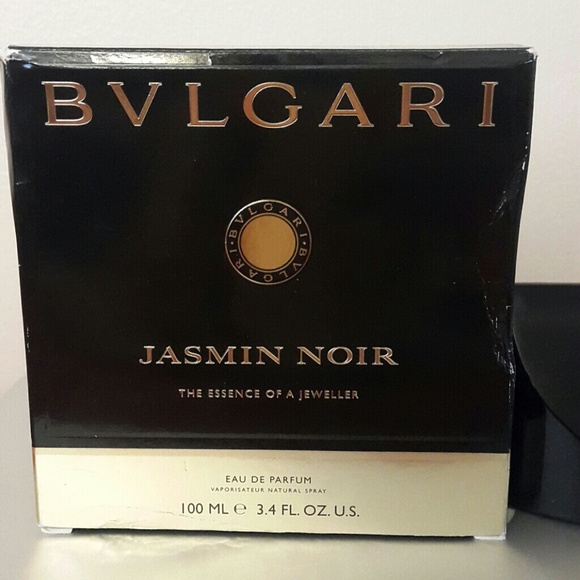 BVLGARI
BVLGARI • BVLGARI •
JASMIN NOIR
THE ESSENCE OF A JEWELLER
EAU DE PARFUM
VAPORISATEUR NATURAL SPRAY
100 ML ℮ 3.4 FL. OZ. U.S.